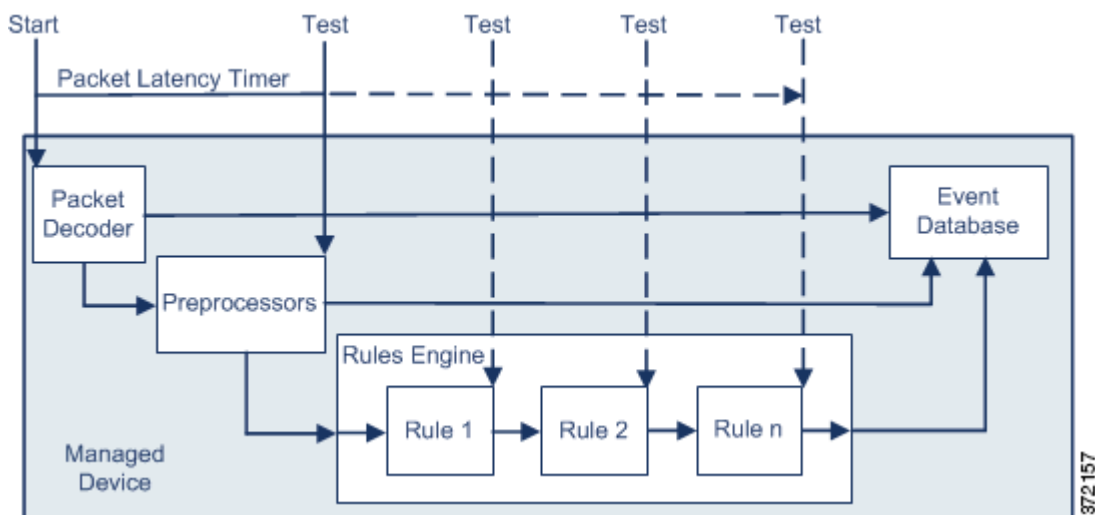 Start
Test
Test
Test
Test
Packet Latency Timer
Packet
Decoder
Event
Database
Preprocessors
Rules Engine
Rule 1
Rule 2
Rule n
Managed
Device
372157